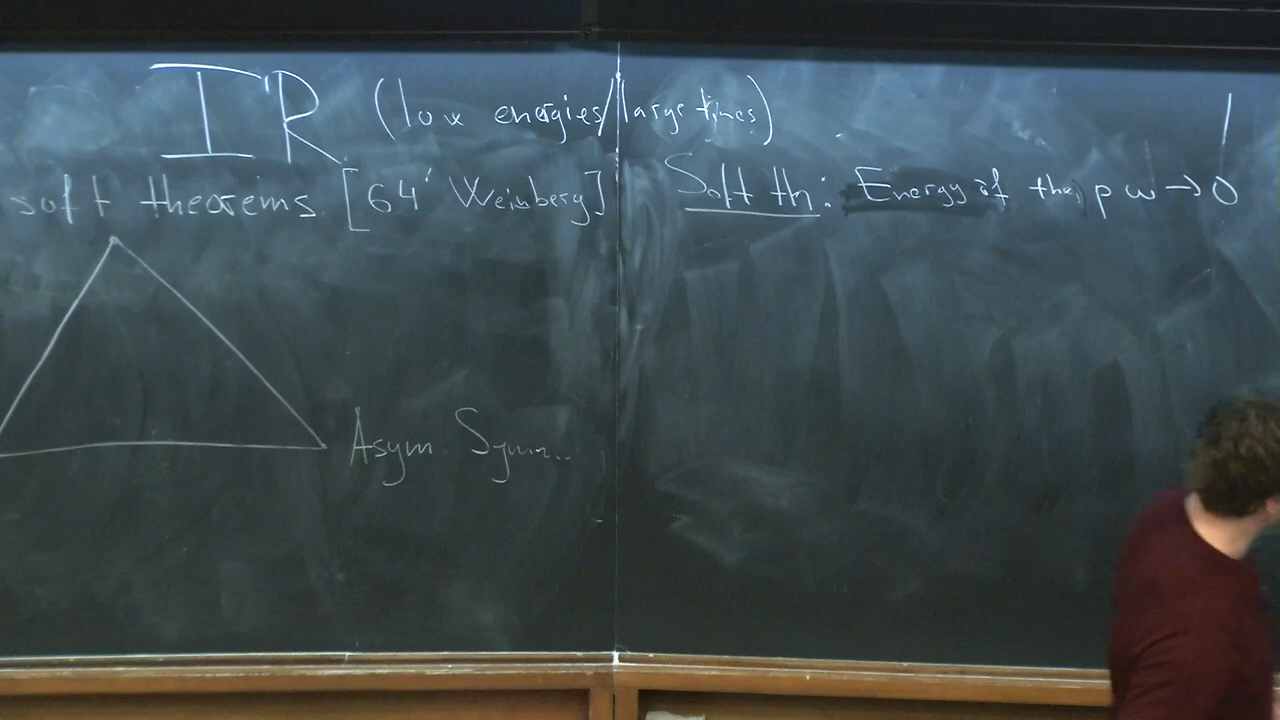 IR (low energies/large times)
soft theorems [64' Weinberg]
Asym. Symm..
Soft th: Energy of the p ω → 0